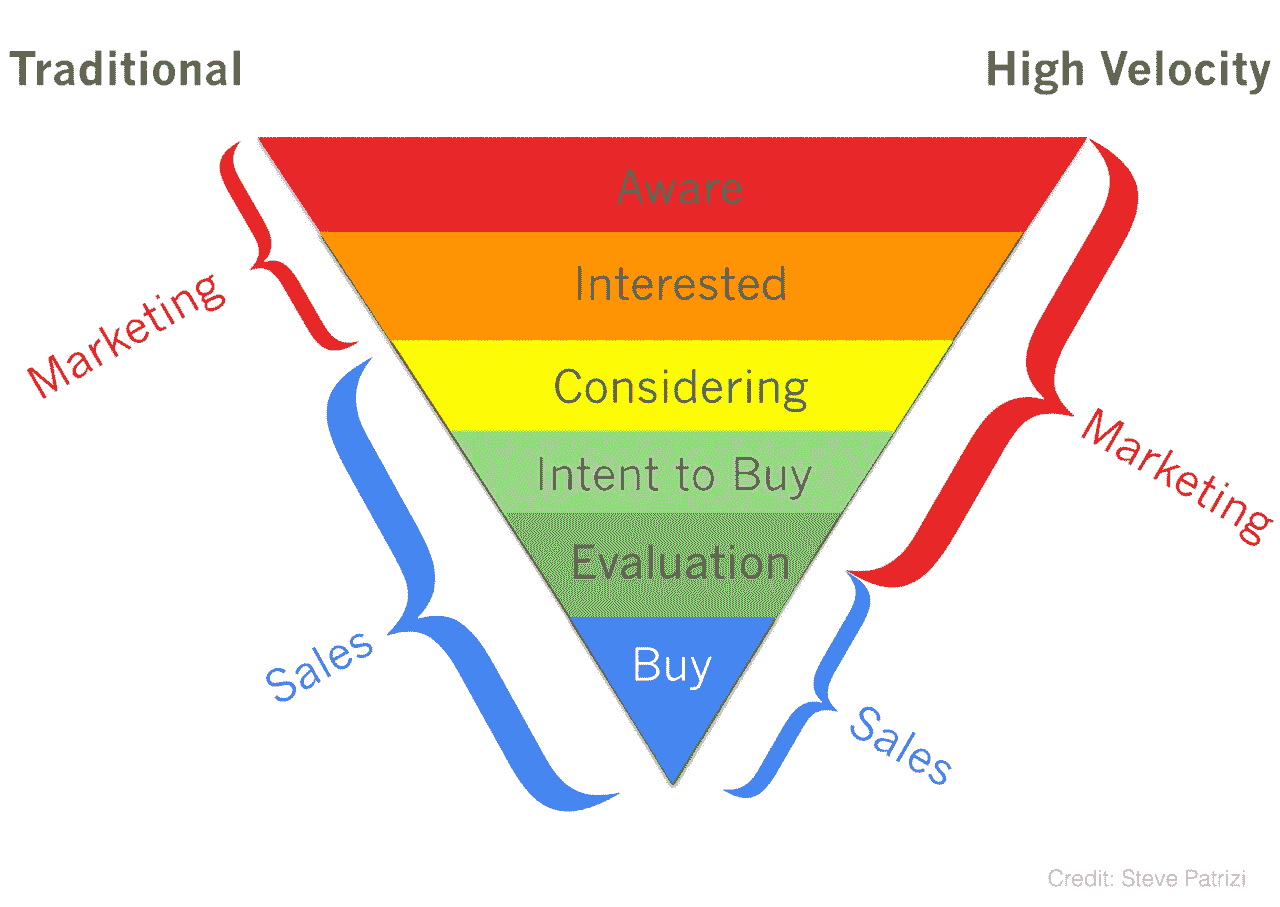 Traditional
High Velocity
Aware
Interested
Considering
Intent to Buy
Evaluation
Buy
Marketing
Sales
Marketing
Sales
Credit: Steve Patrizi